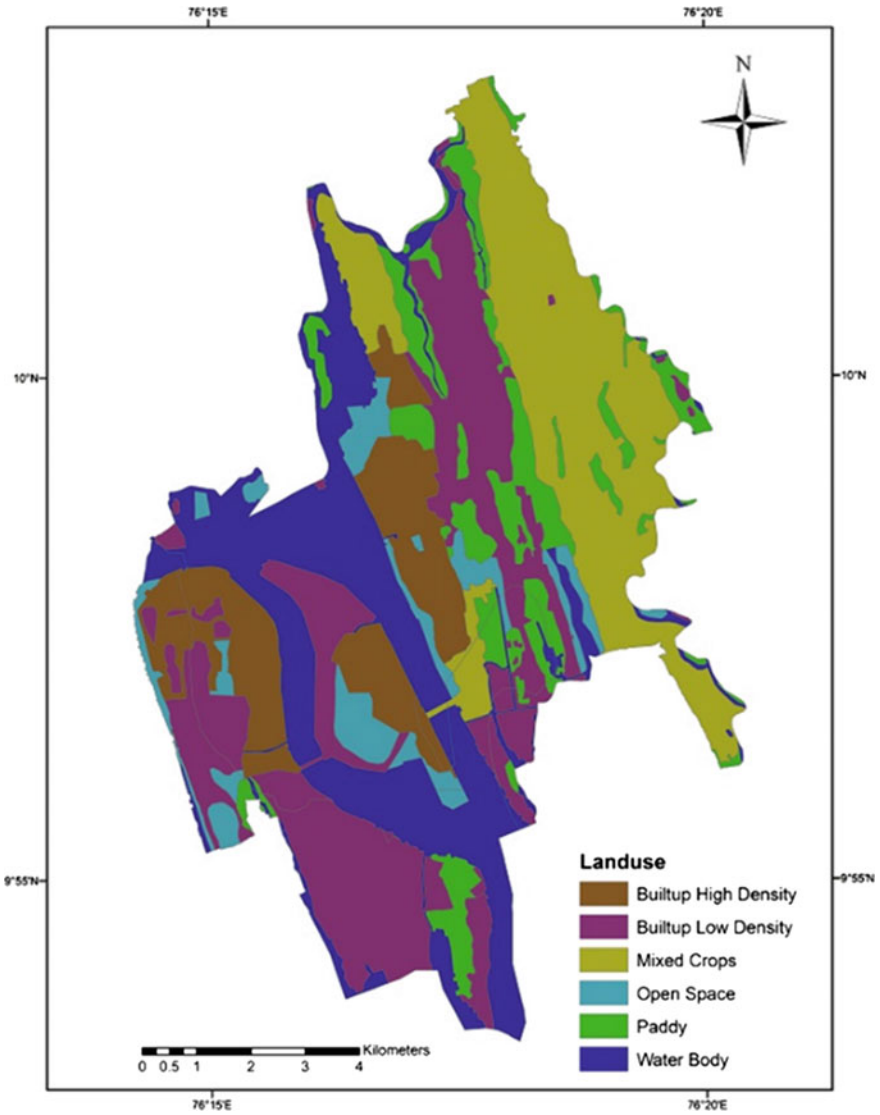 76°15'E 76°20'E
N
10°N 10°N
9°55'N 9°55'N
Landuse
Builtup High Density
Builtup Low Density
Mixed Crops
Open Space
Paddy
Water Body
Kilometers
0 0.5 1 2 3 4
76°15'E 76°20'E